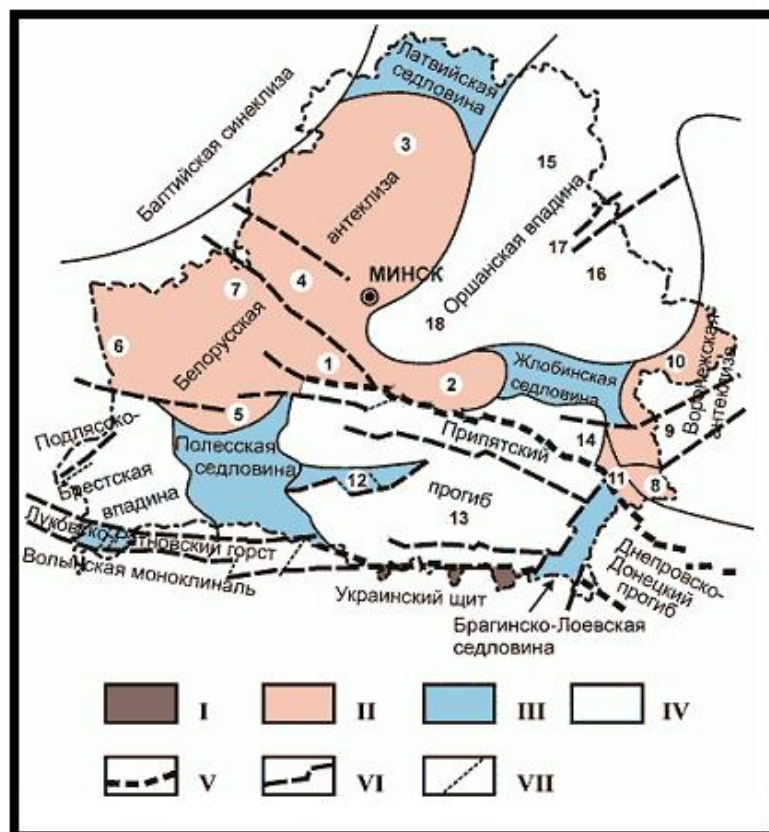 Латвийская
седловина
Балтийская синеклиза
3
антеклиза
15
17
16
Оршанская впадина
МИНСК
4
7
18
Белорусская
6
1
2
Жлобинская
седловина
10
Воронежская
антеклиза
9
5
Подлясско-
Брестская
впадина
Полесская
седловина
Припятский
прогиб
14
12
11
8
13
Луковско-Ратновский горст
Волынская моноклиналь
Украинский щит
Днепровско-
Донецкий
прогиб
Брагинско-Лоевская
седловина
I II III IV
V VI VII